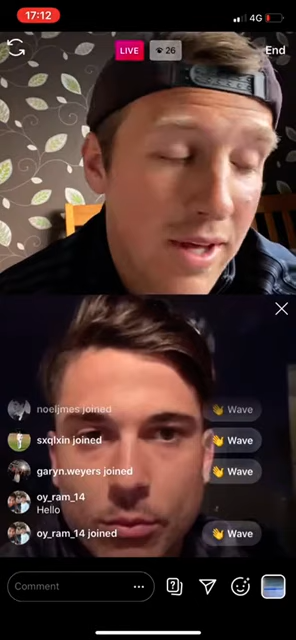 17:12
4G
LIVE
26
End
noeljmes joined
Wave
sxqlxin joined
Wave
garyn.weyers joined
Wave
oy_ram_14
Hello
oy_ram_14 joined
Wave
Comment